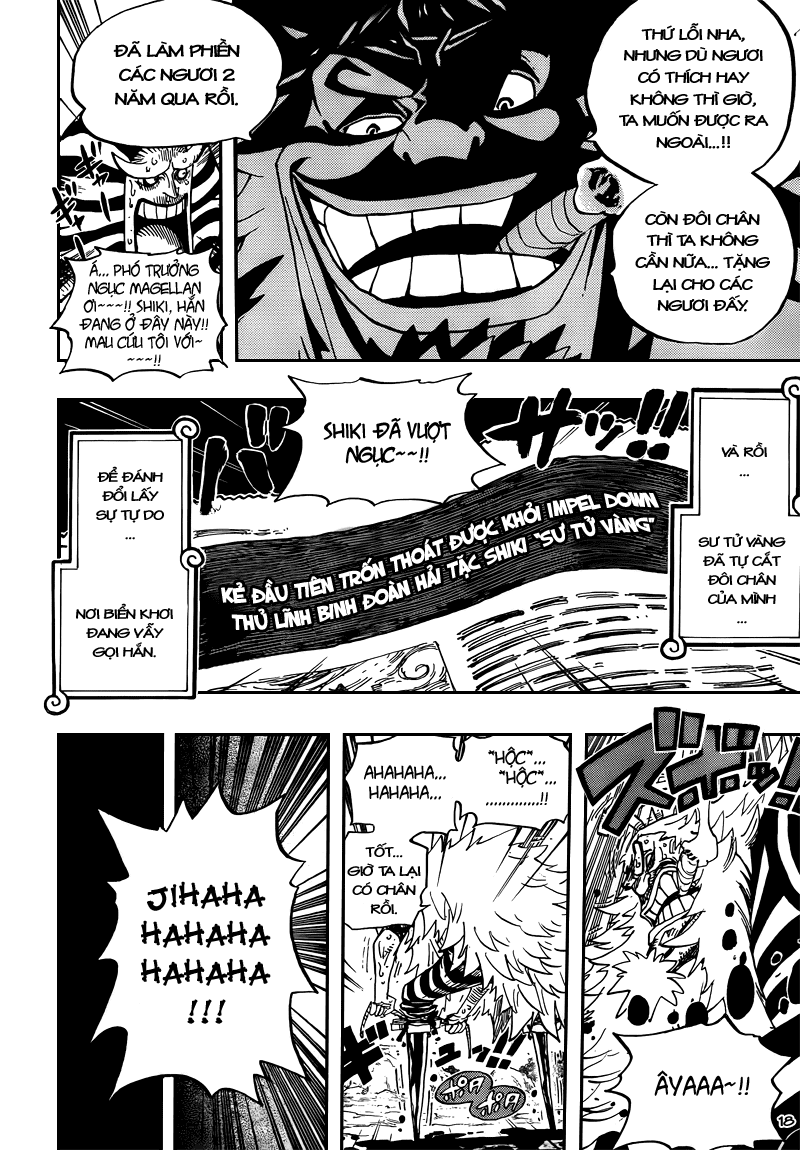 THỨ LỖI NHA,
NHƯNG DÙ NGƯƠI
CÓ THÍCH HAY
KHÔNG THÌ GIỜ,
TA MUỐN ĐƯỢC RA
NGOÀI...!!
CÒN ĐÔI CHÂN
THÌ TA KHÔNG
CẦN NỮA... TẶNG
LẠI CHO CÁC
NGƯƠI ĐẤY.
ĐÃ LÀM PHIỀN
CÁC NGƯƠI 2
NĂM QUA RỒI.
Á... PHÓ TRƯỞNG
NGỤC MAGELLAN
ƠI~~~!! SHIKI, HẮN
ĐANG Ở ĐÂY NÀY!!
MAU CỨU TÔI VỚI~
~~~!!
ザザッ!!
SHIKI ĐÃ VƯỢT
NGỤC~~!!
VÀ RỒI
...
SƯ TỬ VÀNG
ĐÃ TỰ CẮT
ĐÔI CHÂN
CỦA MÌNH
...
KẺ ĐẦU TIÊN TRỐN THOÁT ĐƯỢC KHỎI IMPEL DOWN
THỦ LĨNH BINH ĐOÀN HẢI TẶC SHIKI "SƯ TỬ VÀNG"
ĐỂ ĐÁNH
ĐỔI LẤY
SỰ TỰ DO
...
NƠI BIỂN KHƠI
ĐANG VẪY
GỌI HẮN.
ズボッ!!
ÂYAAA~!!
"HỘC"...
"HỘC"...
..............!!
AHAHAHA...
HAHAHA...
TỐT...
GIỜ TA LẠI
CÓ CHÂN
RỒI.
JIHAHA
HAHAHA
HAHAHA
!!!
18